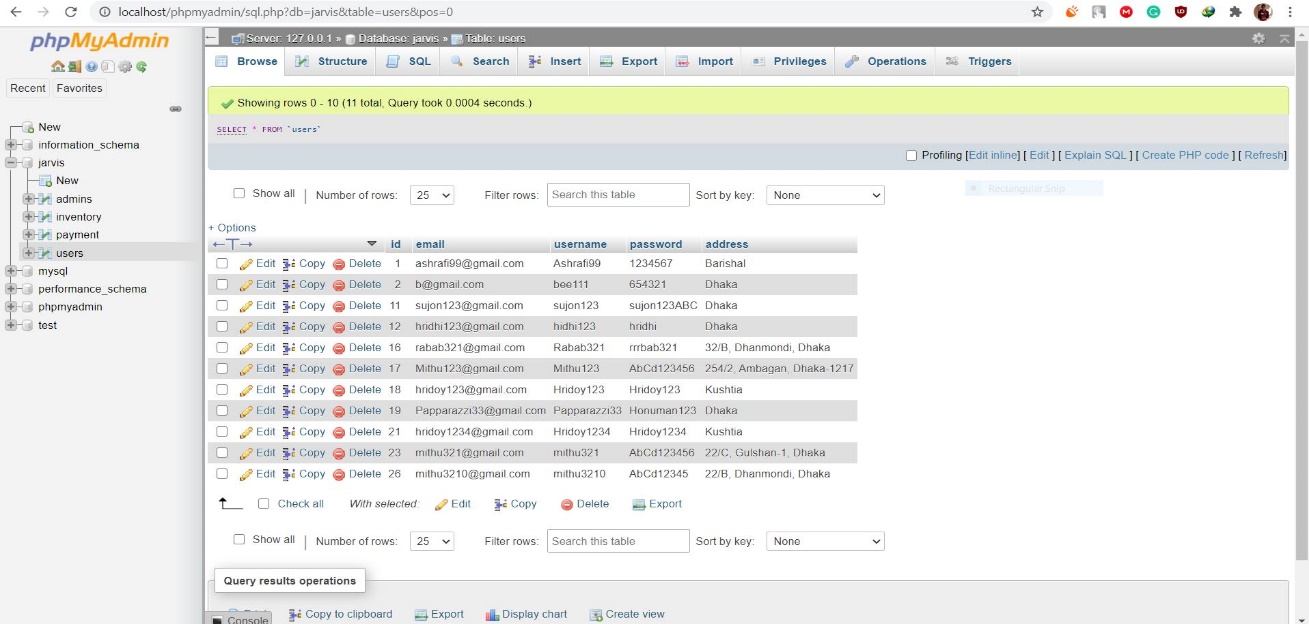 localhost/phpmyadmin/sql.php?db=jarvis&table=users&pos=0
phpMyAdmin
Recent Favorites
New
information_schema
jarvis
New
admins
inventory
payment
users
mysql
performance_schema
phpmyadmin
test
Server: 127.0.0.1 » Database: jarvis » Table: users
Browse Structure SQL Search Insert Export Import Privileges Operations Triggers
Showing rows 0 - 10 (11 total, Query took 0.0004 seconds.)
SELECT * FROM `users`
Profiling [Edit inline] [ Edit ] [ Explain SQL ] [ Create PHP code ] [ Refresh]
Rectangular Snip
Show all | Number of rows: 25 Filter rows: Search this table Sort by key: None
+ Options
←T→ id email username password address
Edit Copy Delete 1 ashrafi99@gmail.com Ashrafi99 1234567 Barishal
Edit Copy Delete 2 b@gmail.com bee111 654321 Dhaka
Edit Copy Delete 11 sujon123@gmail.com sujon123 sujon123ABC Dhaka
Edit Copy Delete 12 hridhi123@gmail.com hidhi123 hridhi Dhaka
Edit Copy Delete 16 rabab321@gmail.com Rabab321 rrrbab321 32/B, Dhanmondi, Dhaka
Edit Copy Delete 17 Mithu123@gmail.com Mithu123 AbCd123456 254/2, Ambagan, Dhaka-1217
Edit Copy Delete 18 hridoy123@gmail.com Hridoy123 Hridoy123 Kushtia
Edit Copy Delete 19 Papparazzi33@gmail.com Papparazzi33 Honuman123 Dhaka
Edit Copy Delete 21 hridoy1234@gmail.com Hridoy1234 Hridoy1234 Kushtia
Edit Copy Delete 23 mithu321@gmail.com mithu321 AbCd123456 22/C, Gulshan-1, Dhaka
Edit Copy Delete 26 mithu3210@gmail.com mithu3210 AbCd12345 22/B, Dhanmondi, Dhaka
Check all With selected: Edit Copy Delete Export
Show all | Number of rows: 25 Filter rows: Search this table Sort by key: None
Query results operations
Copy to clipboard Export Display chart Create view
Console